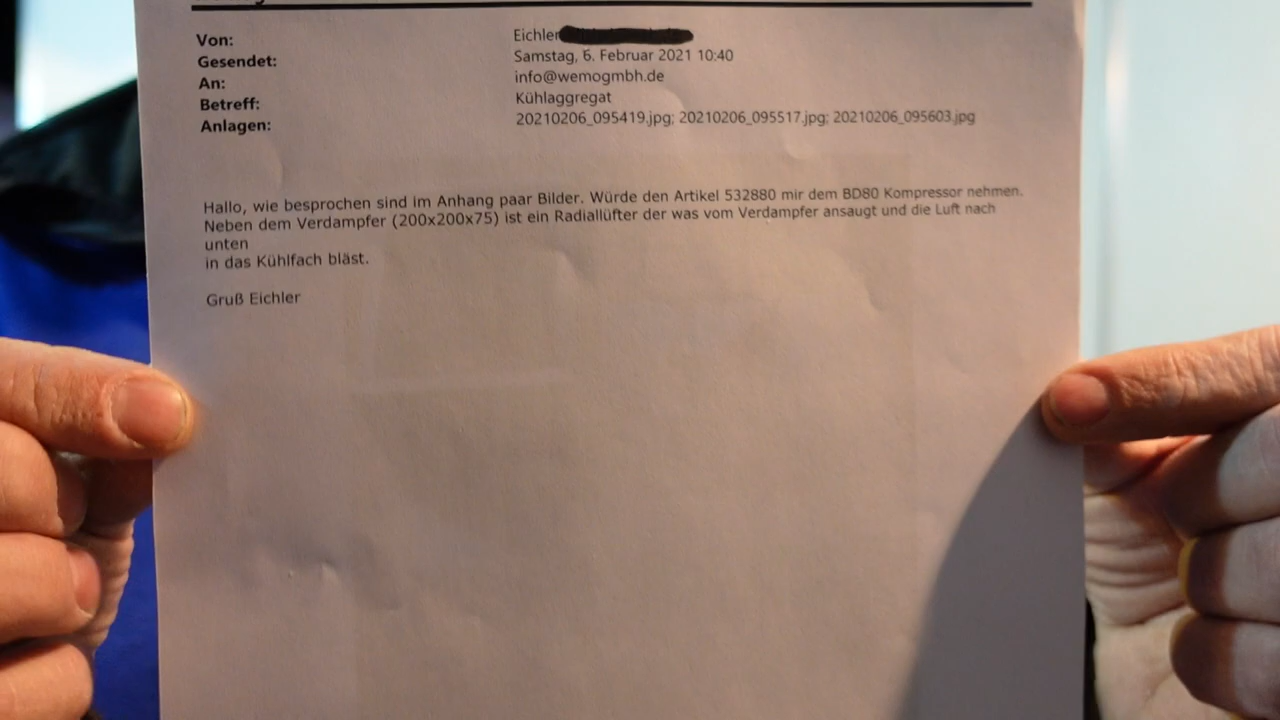 Von: Eichler
Gesendet: Samstag, 6. Februar 2021 10:40
An: info@wemogmbh.de
Betreff: Kühlaggregat
Anlagen: 20210206_095419.jpg; 20210206_095517.jpg; 20210206_095603.jpg
Hallo, wie besprochen sind im Anhang paar Bilder. Würde den Artikel 532880 mir dem BD80 Kompressor nehmen.
Neben dem Verdampfer (200x200x75) ist ein Radiallüfter der was vom Verdampfer ansaugt und die Luft nach
unten
in das Kühlfach bläst.
Gruß Eichler